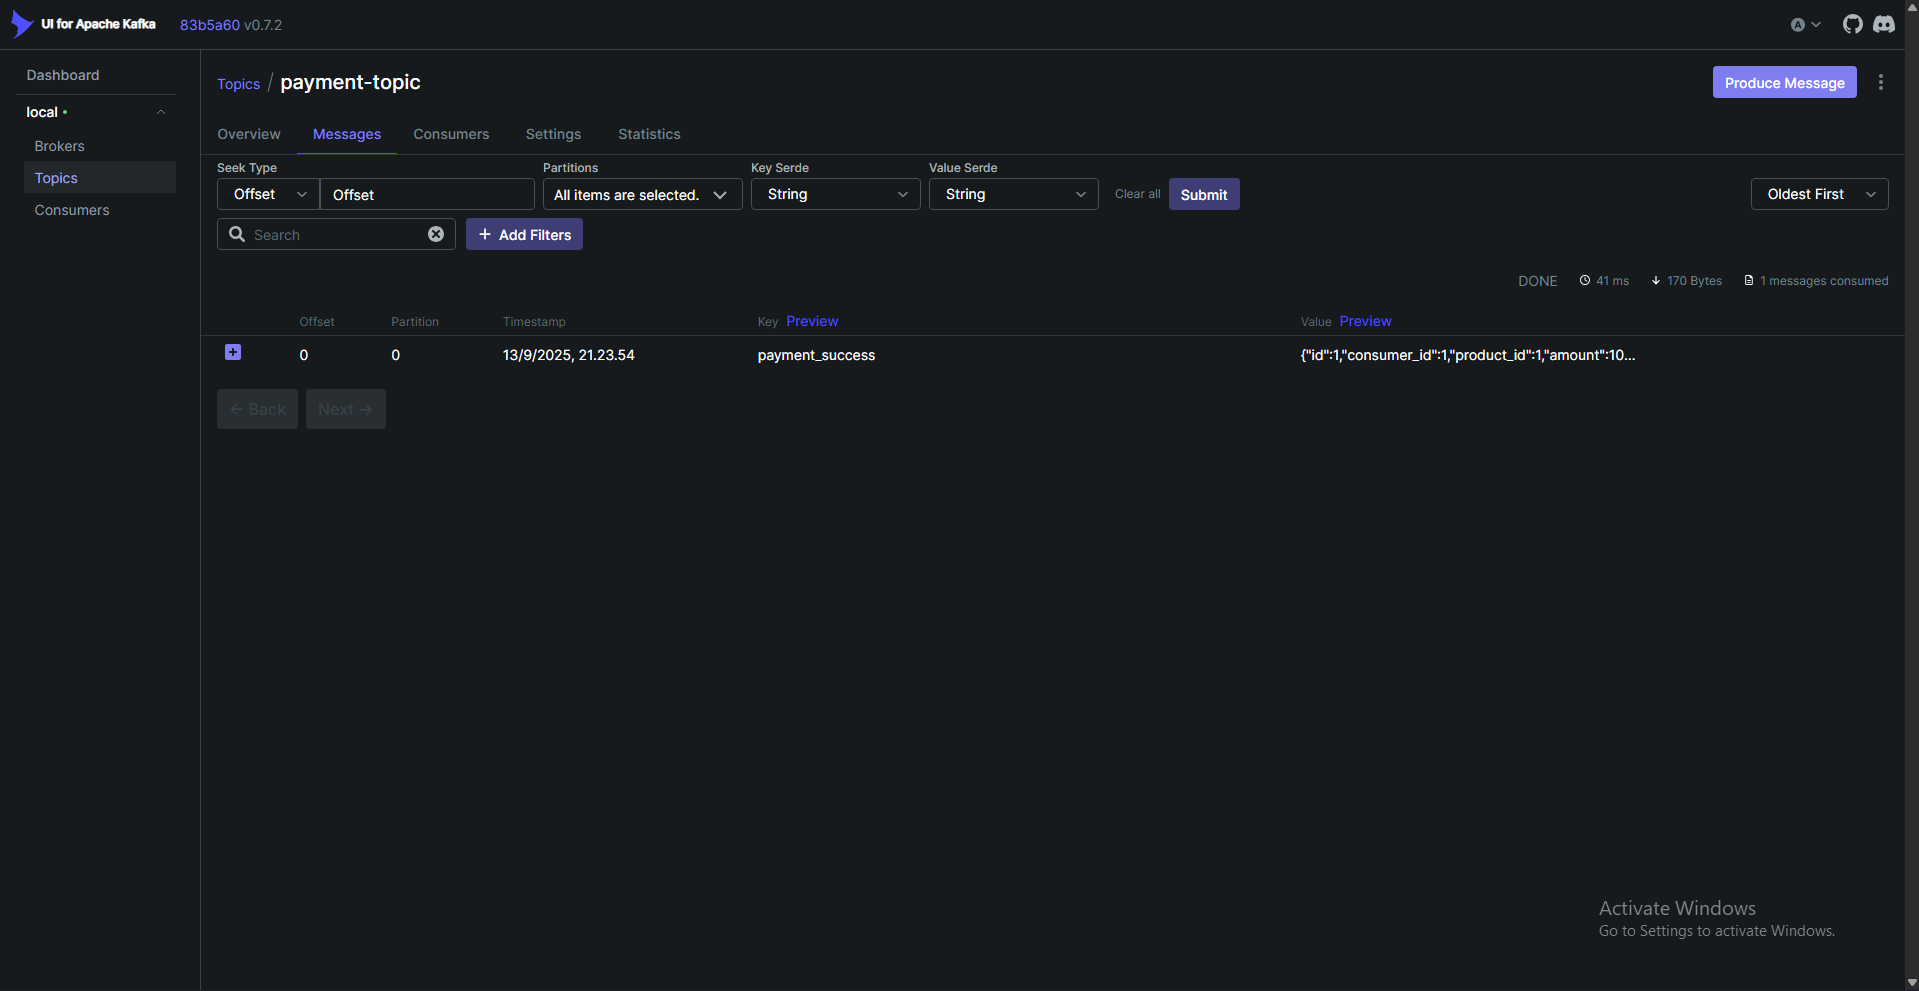 UI for Apache Kafka 83b5a60 v0.7.2 A
Dashboard
local
Brokers
Topics
Consumers
Topics / payment-topic
Produce Message
Overview Messages Consumers Settings Statistics
Seek Type Partitions Key Serde Value Serde
Offset Offset All items are selected. String String Clear all Submit Oldest First
Search Add Filters
DONE 41 ms 170 Bytes 1 messages consumed
Offset Partition Timestamp Key Preview Value Preview
0 0 13/9/2025, 21.23.54 payment_success {"id":1,"consumer_id":1,"product_id":1,"amount":10...
← Back Next →
Activate Windows
Go to Settings to activate Windows.